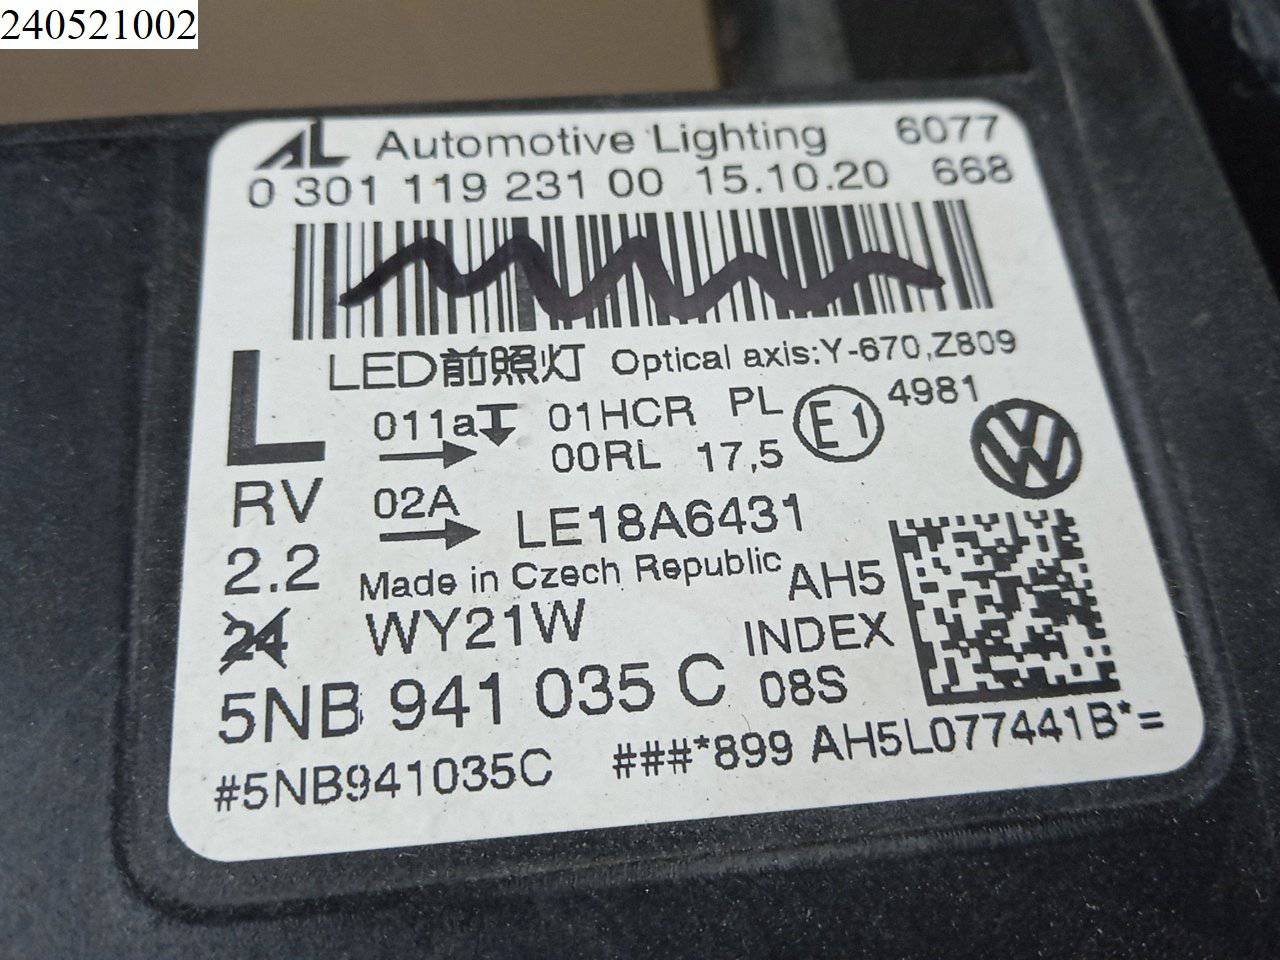 240521002
AL Automotive Lighting 6077
0 301 119 231 00 15.10.20 668
L LED前照灯 Optical axis:Y-670,Z809
011a 01HCR PL E1 4981
00RL 17,5
RV 02A LE18A6431
2.2 Made in Czech Republic AH5
24 WY21W INDEX
5NB 941 035 C 08S
#5NB941035C ###*899 AH5L077441B*=